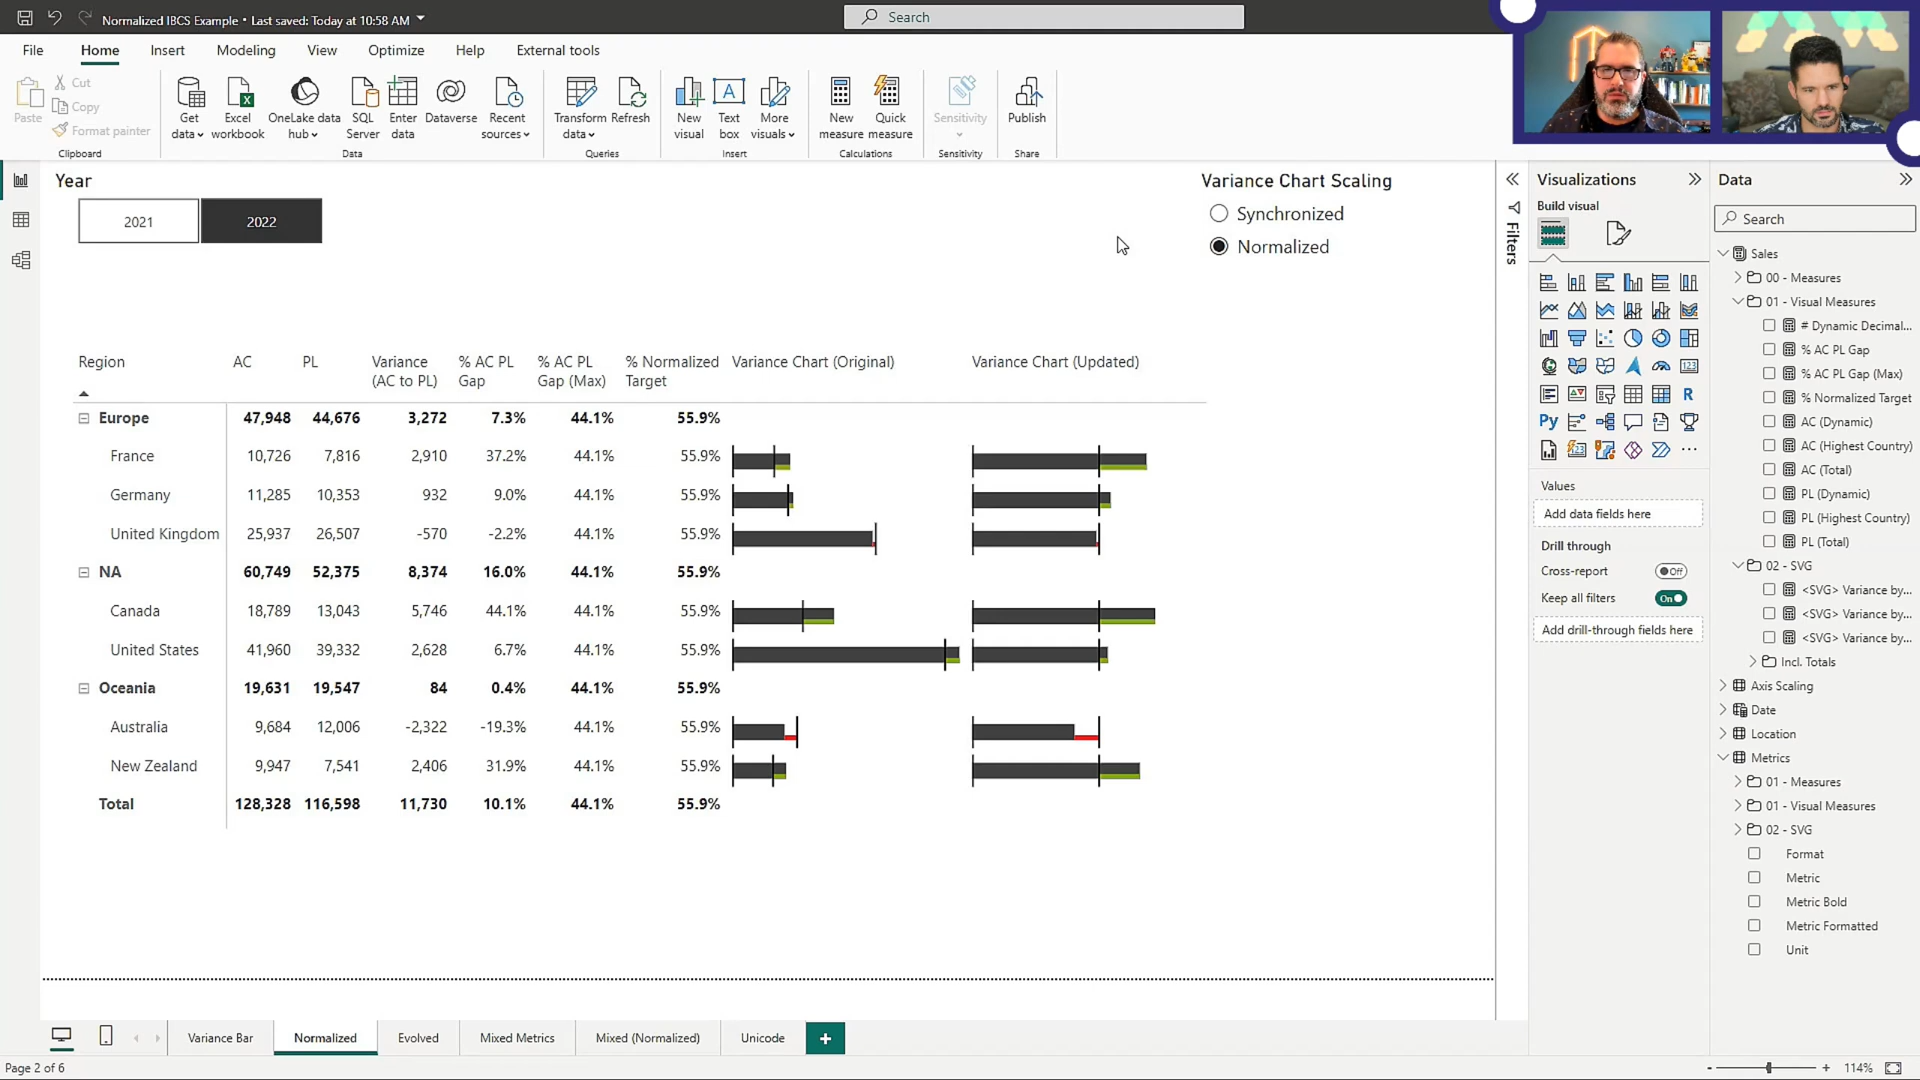 Normalized IBCS Example • Last saved: Today at 10:58 AM
Search
File Home Insert Modeling View Optimize Help External tools
Paste
Cut
Copy
Format painter
Clipboard
Get data
Excel workbook
OneLake data hub
SQL Server
Enter data
Dataverse
Recent sources
Data
Transform data
Refresh
Queries
New visual
A
Text box
More visuals
Insert
New measure
Quick measure
Calculations
Sensitivity
Sensitivity
Publish
Share
Year
2021 2022
Variance Chart Scaling
Synchronized
Normalized
Region AC PL Variance (AC to PL) % AC PL Gap % AC PL Gap (Max) % Normalized Target Variance Chart (Original) Variance Chart (Updated)
Europe 47,948 44,676 3,272 7.3% 44.1% 55.9%
France 10,726 7,816 2,910 37.2% 44.1% 55.9%
Germany 11,285 10,353 932 9.0% 44.1% 55.9%
United Kingdom 25,937 26,507 -570 -2.2% 44.1% 55.9%
NA 60,749 52,375 8,374 16.0% 44.1% 55.9%
Canada 18,789 13,043 5,746 44.1% 44.1% 55.9%
United States 41,960 39,332 2,628 6.7% 44.1% 55.9%
Oceania 19,631 19,547 84 0.4% 44.1% 55.9%
Australia 9,684 12,006 -2,322 -19.3% 44.1% 55.9%
New Zealand 9,947 7,541 2,406 31.9% 44.1% 55.9%
Total 128,328 116,598 11,730 10.1% 44.1% 55.9%
Filters
Visualizations
Build visual
R
Py
123
Values
Add data fields here
Drill through
Cross-report Off
Keep all filters On
Add drill-through fields here
Data
Search
Sales
00 - Measures
01 - Visual Measures
# Dynamic Decimal...
% AC PL Gap
% AC PL Gap (Max)
% Normalized Target
AC (Dynamic)
AC (Highest Country)
AC (Total)
PL (Dynamic)
PL (Highest Country)
PL (Total)
02 - SVG
<SVG> Variance by...
<SVG> Variance by...
<SVG> Variance by...
Incl. Totals
Axis Scaling
Date
Location
Metrics
01 - Measures
01 - Visual Measures
02 - SVG
Format
Metric
Metric Bold
Metric Formatted
Unit
Variance Bar Normalized Evolved Mixed Metrics Mixed (Normalized) Unicode +
Page 2 of 6
- + 114%